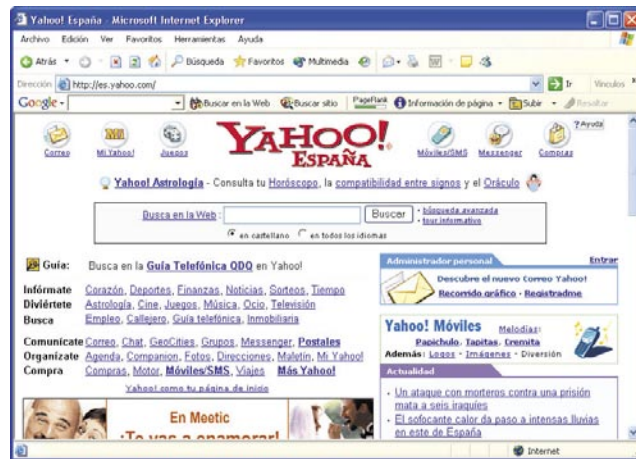 Yahoo! España - Microsoft Internet Explorer
Archivo Edición Ver Favoritos Herramientas Ayuda
Atrás Búsqueda Favoritos Multimedia
Dirección http://es.yahoo.com/ Ir Vínculos »
Google Buscar en la Web Buscar sitio PageRank Información de página Subir Resaltar
YAHOO!
ESPAÑA
? Ayuda
Correo Mi Yahoo! Juegos Móviles/SMS Messenger Compras
Yahoo! Astrología - Consulta tu Horóscopo, la compatibilidad entre signos y el Oráculo
Busca en la Web: Buscar · búsqueda avanzada
· tour informativo
en castellano en todos los idiomas
Guía: Busca en la Guía Telefónica QDQ en Yahoo!
Infórmate Corazón, Deportes, Finanzas, Noticias, Sorteos, Tiempo
Diviértete Astrología, Cine, Juegos, Música, Ocio, Televisión
Busca Empleo, Callejero, Guía telefónica, Inmobiliaria
Comunícate Correo, Chat, GeoCities, Grupos, Messenger, Postales
Organízate Agenda, Companion, Fotos, Direcciones, Maletín, Mi Yahoo!
Compra Compras, Motor, Móviles/SMS, Viajes Más Yahoo!
Yahoo! como tu página de inicio
En Meetic
¡Te vas a enamorar!
Administrador personal Entrar
Descubre el nuevo Correo Yahoo!
Recorrido gráfico - Registradme
Yahoo! Móviles Melodías:
Papichulo, Tapitas, Cremita
Además: Logos - Imágenes - Diversión
Actualidad
· Un ataque con morteros contra una prisión
mata a seis iraquíes
· El sofocante calor da paso a intensas lluvias
en este de España
Internet